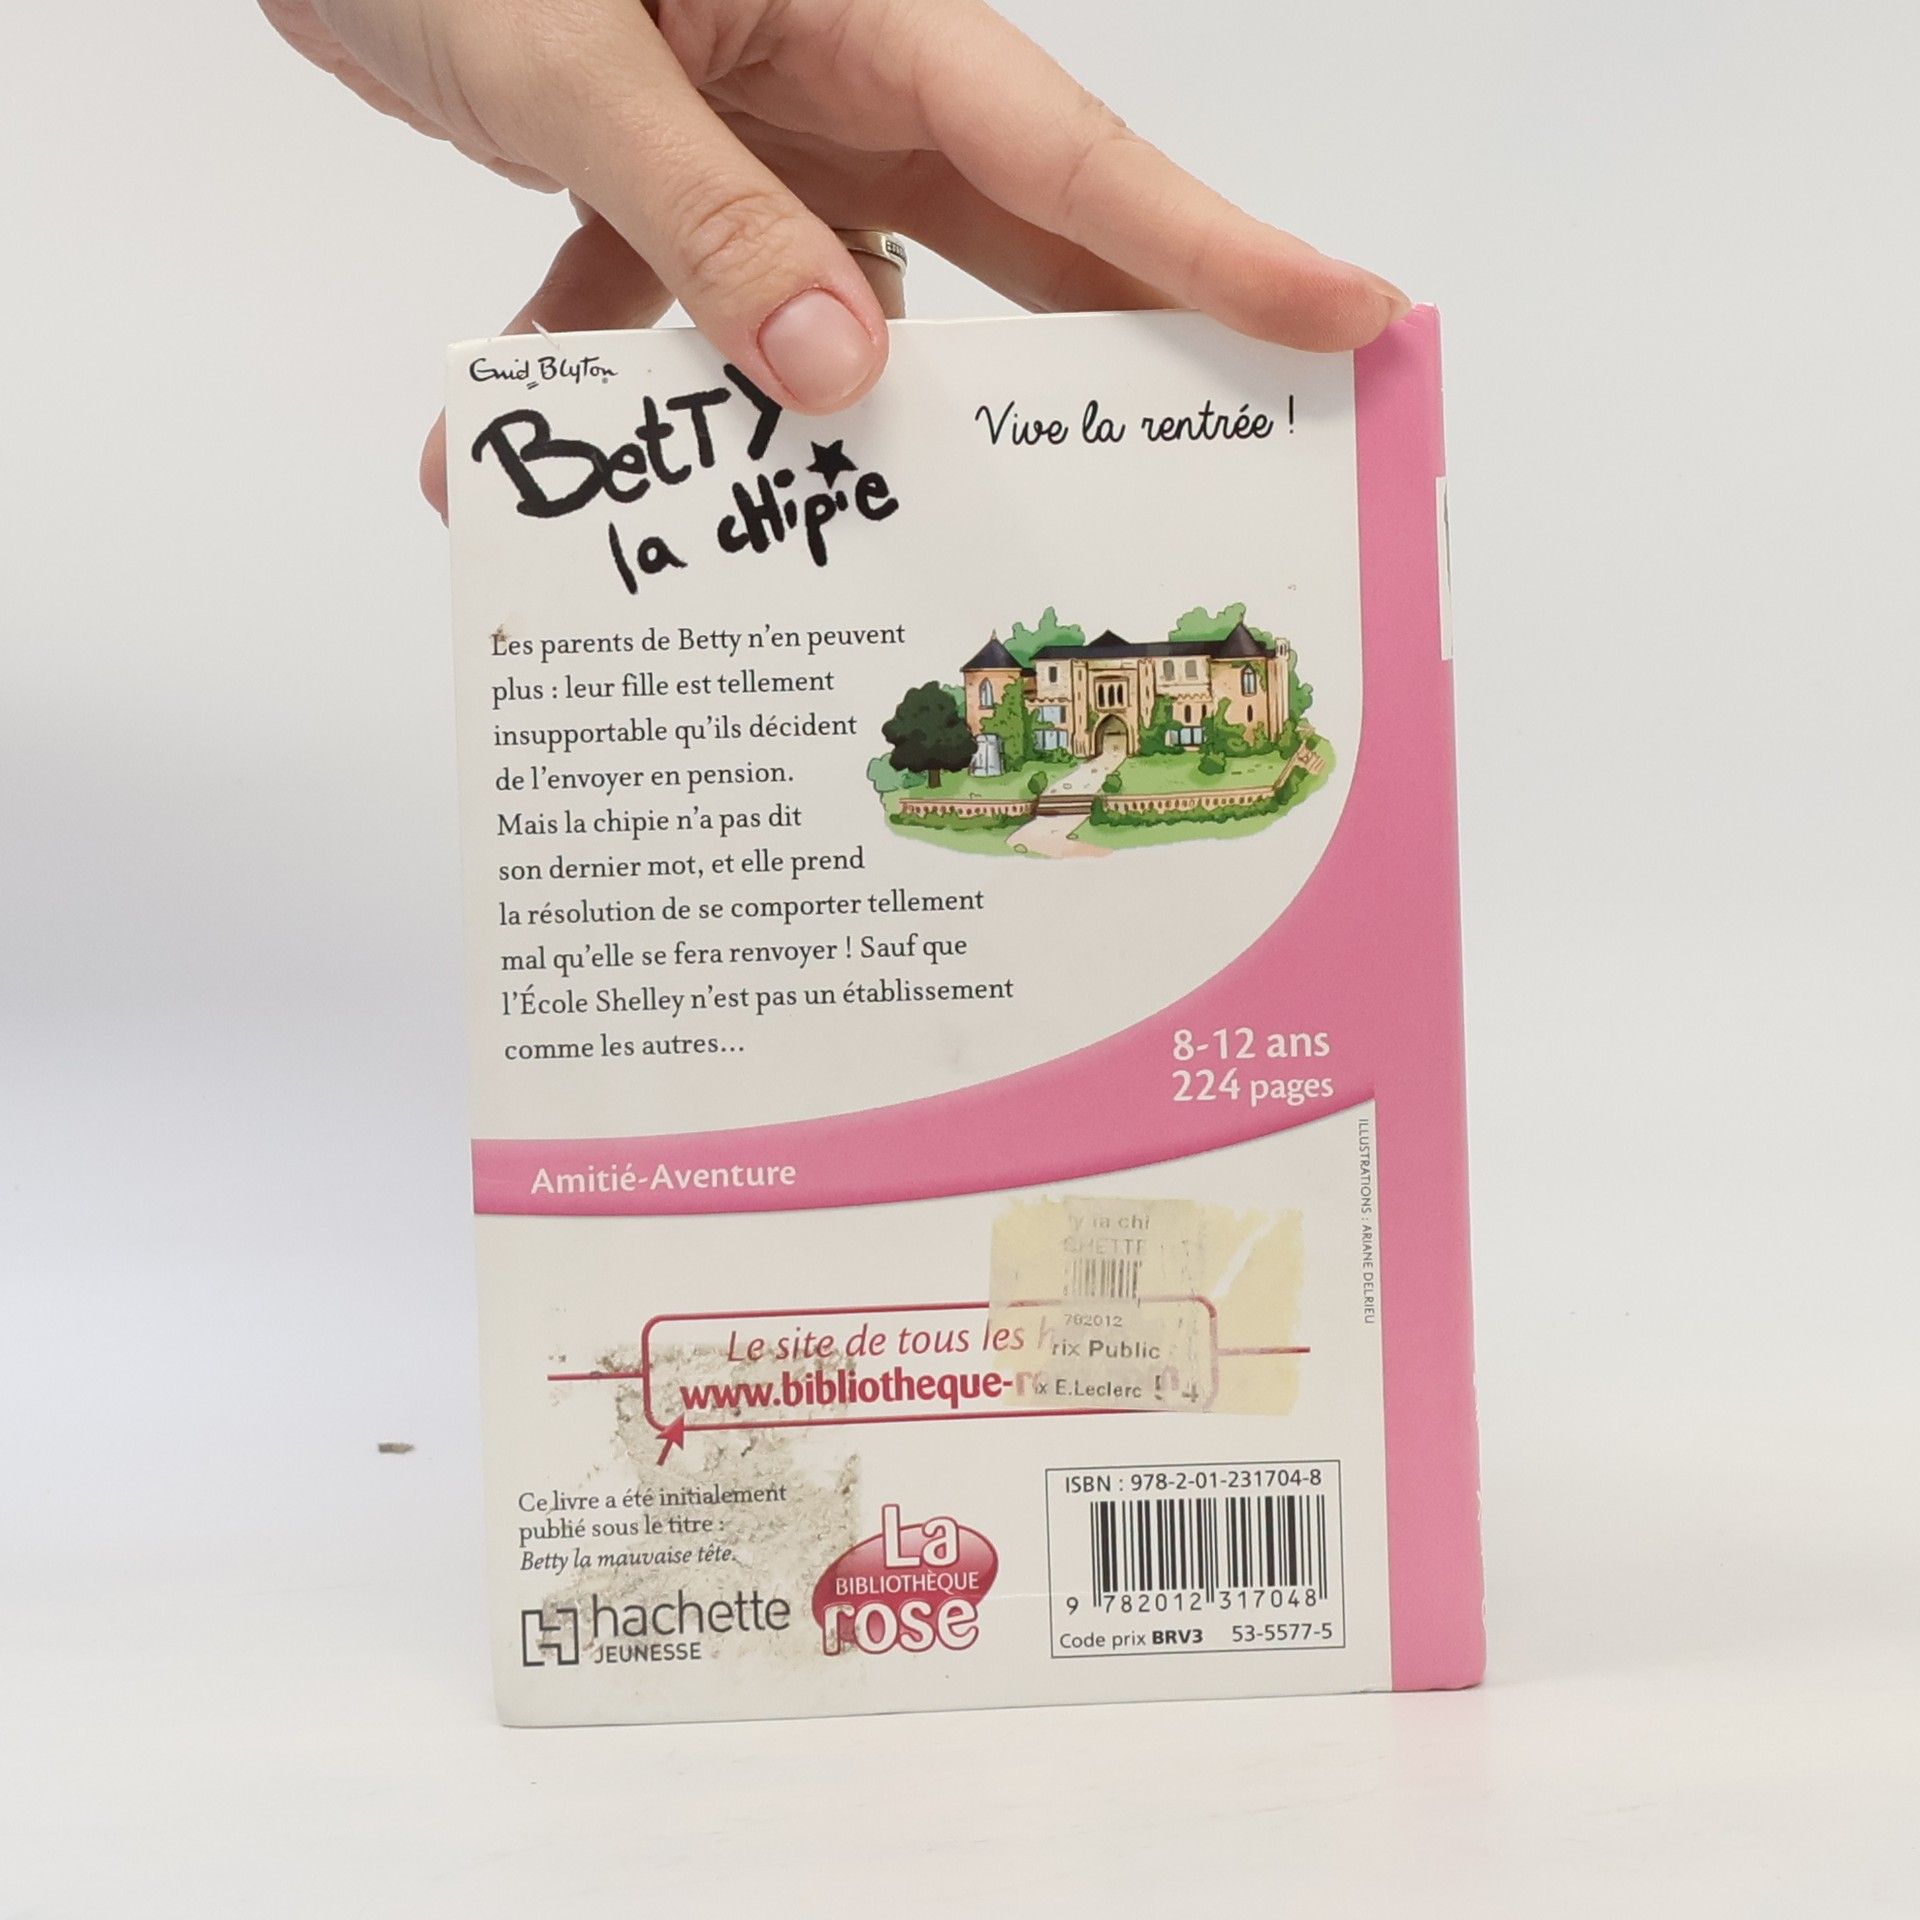 Enid Blyton
Betty
la chipie
Vive la rentrée !
Les parents de Betty n'en peuvent
plus : leur fille est tellement
insupportable qu'ils décident
de l'envoyer en pension.
Mais la chipie n'a pas dit
son dernier mot, et elle prend
la résolution de se comporter tellement
mal qu'elle se fera renvoyer ! Sauf que
l'École Shelley n'est pas un établissement
comme les autres...
8-12 ans
224 pages
Amitié-Aventure
ILLUSTRATIONS : ARIANE DELRIEU
y la chi
CHETTE
782012
rix Public
x E.Leclerc
Le site de tous les
www.bibliotheque-
Ce livre a été initialement
publié sous le titre :
Betty la mauvaise tête.
hachette
JEUNESSE
La
BIBLIOTHÈQUE
rose
ISBN : 978-2-01-231704-8
9 782012 317048
Code prix BRV3 53-5577-5